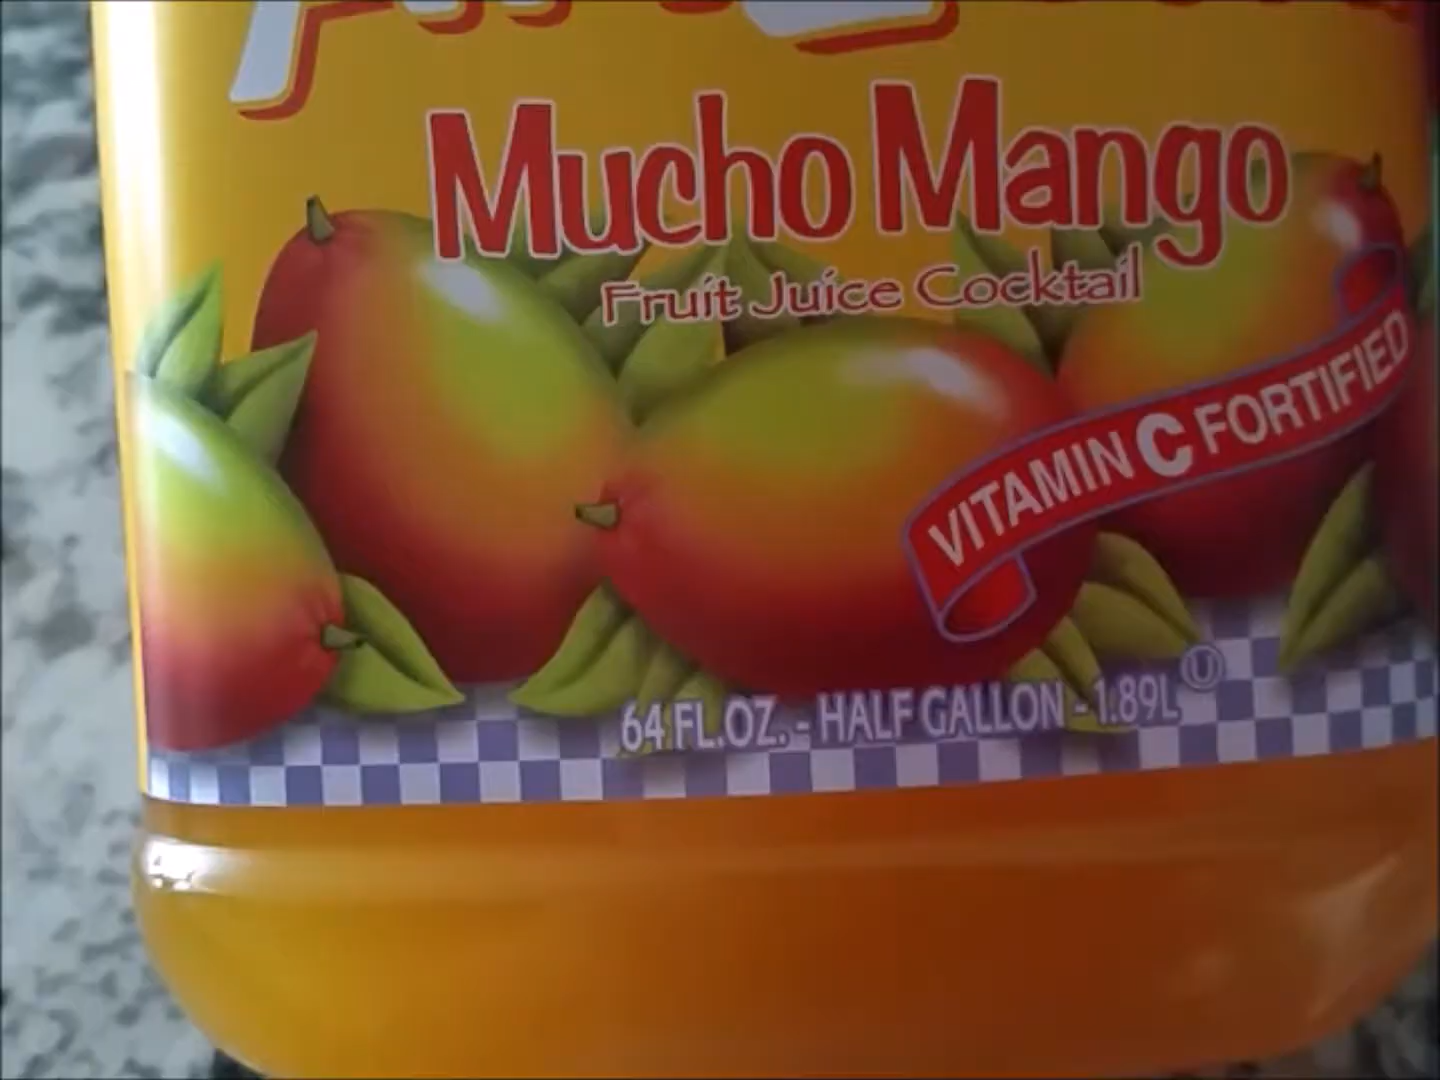 Mucho Mango
Fruit Juice Cocktail
VITAMIN C FORTIFIED
64 FL.OZ. - HALF GALLON - 1.89L U